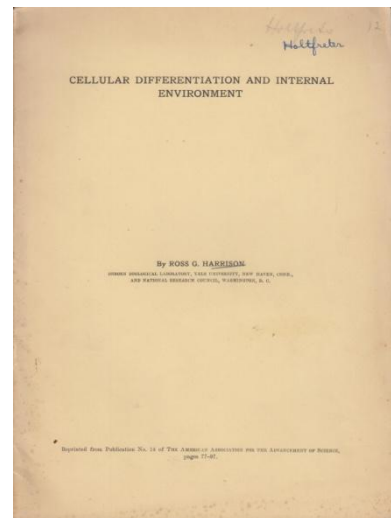 Holtfreter 12
Holtfreter
CELLULAR DIFFERENTIATION AND INTERNAL
ENVIRONMENT
By ROSS G. HARRISON
OSBORN ZOOLOGICAL LABORATORY, YALE UNIVERSITY, NEW HAVEN, CONN.,
AND NATIONAL RESEARCH COUNCIL, WASHINGTON, D. C.
Reprinted from Publication No. 14 of THE AMERICAN ASSOCIATION FOR THE ADVANCEMENT OF SCIENCE,
pages 77-97.